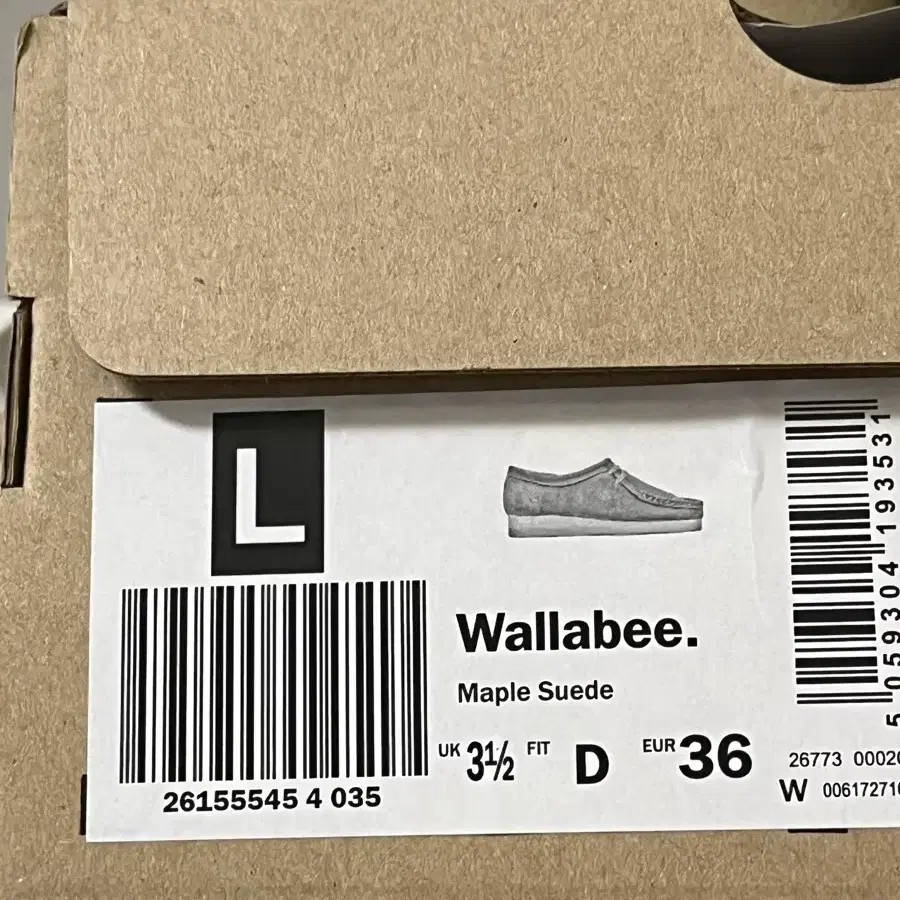 L
26155545 4 035
Wallabee.
Maple Suede
UK 3½ FIT D EUR 36
5 059304 193531
26773
W